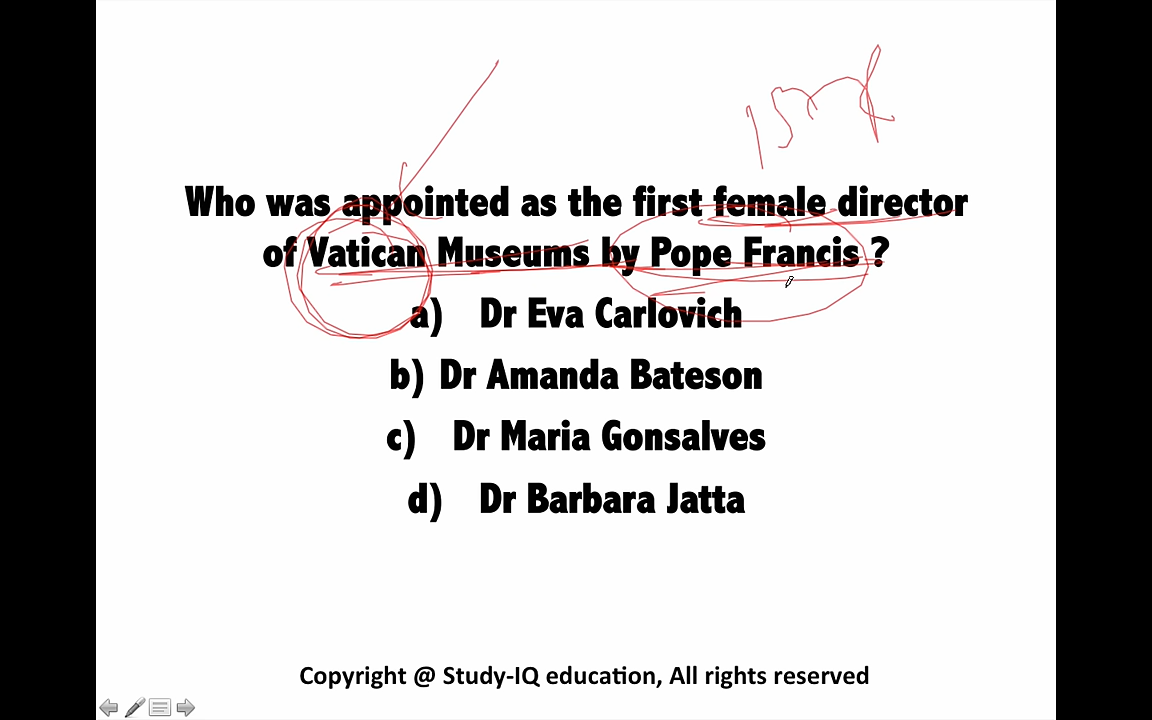 Who was appointed as the first female director
of Vatican Museums by Pope Francis ?
a) Dr Eva Carlovich
b) Dr Amanda Bateson
c) Dr Maria Gonsalves
d) Dr Barbara Jatta
Copyright @ Study-IQ education, All rights reserved